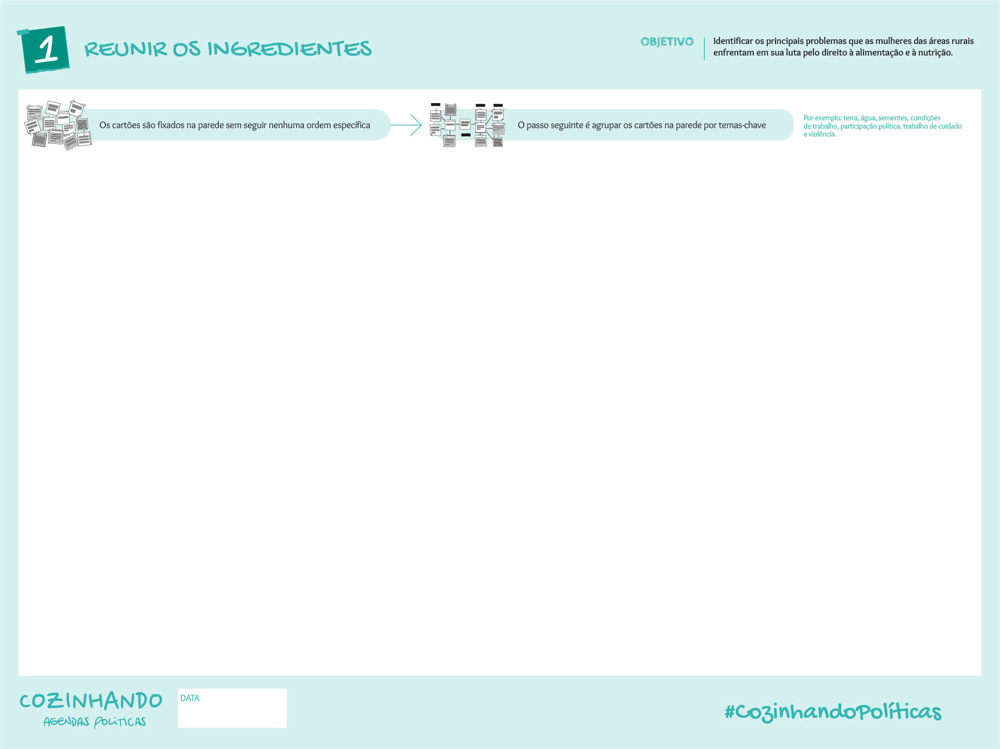 1
REUNIR OS INGREDIENTES
OBJETIVO
Identificar os principais problemas que as mulheres das áreas rurais
enfrentam em sua luta pelo direito à alimentação e à nutrição.
Os cartões são fixados na parede sem seguir nenhuma ordem específica
O passo seguinte é agrupar os cartões na parede por temas-chave
Por exemplo: terra, água, sementes, condições
de trabalho, participação política, trabalho de cuidado
e violência.
COZINHANDO
AGENDAS POLÍTICAS
DATA
#CozinhandoPolíticas